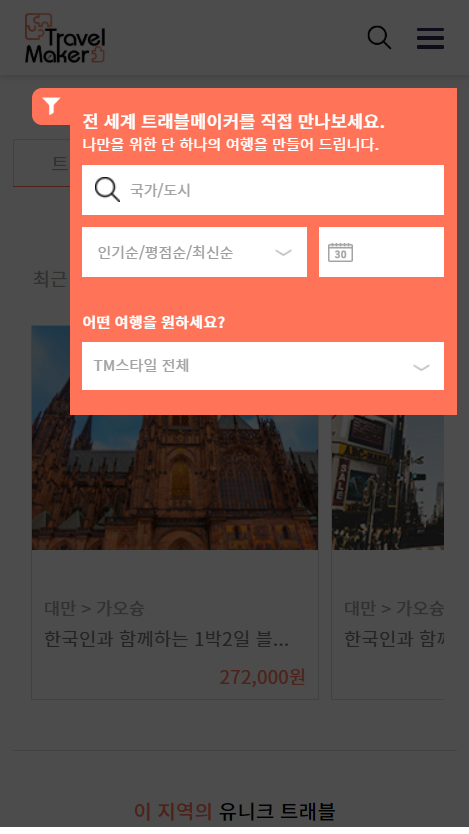 Travel
Maker
전 세계 트래블메이커를 직접 만나보세요.
나만을 위한 단 하나의 여행을 만들어 드립니다.
국가/도시
인기순/평점순/최신순
30
어떤 여행을 원하세요?
TM스타일 전체
트
최근
SALE
대만 > 가오슝
한국인과 함께하는 1박2일 블...
272,000원
대만 > 가오슝
한국인과 함께
이 지역의 유니크 트래블